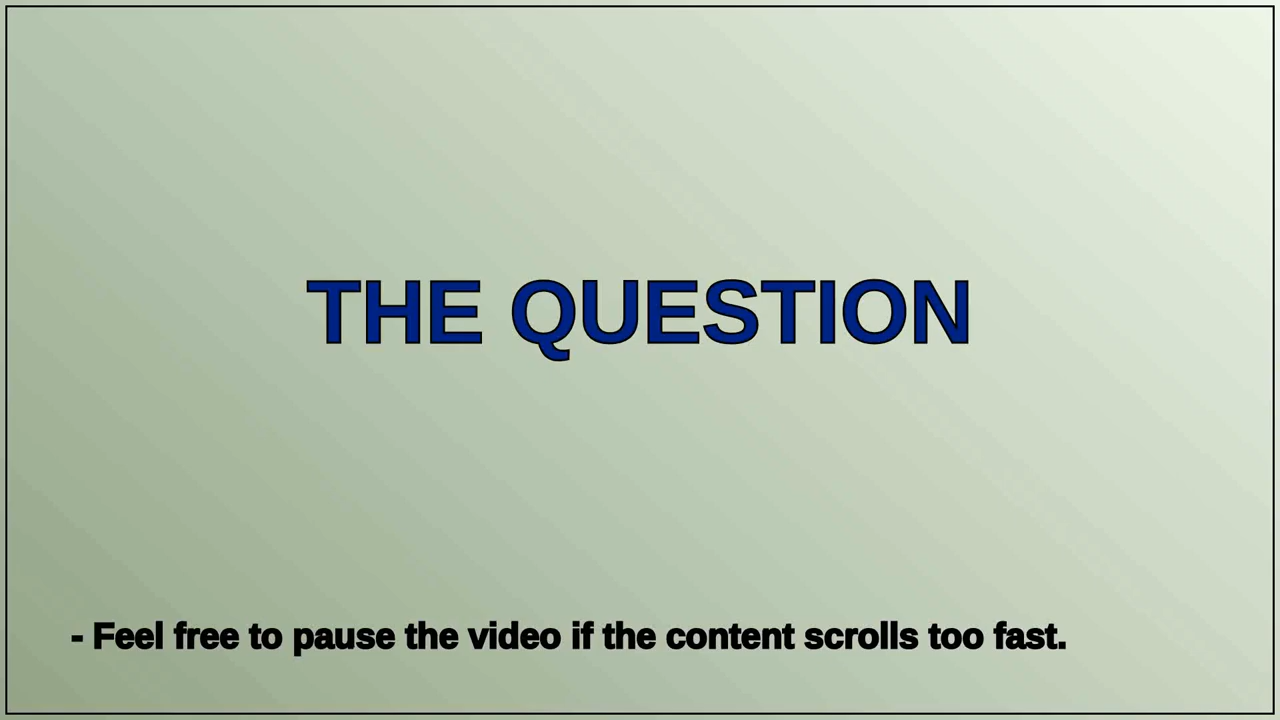 THE QUESTION
- Feel free to pause the video if the content scrolls too fast.